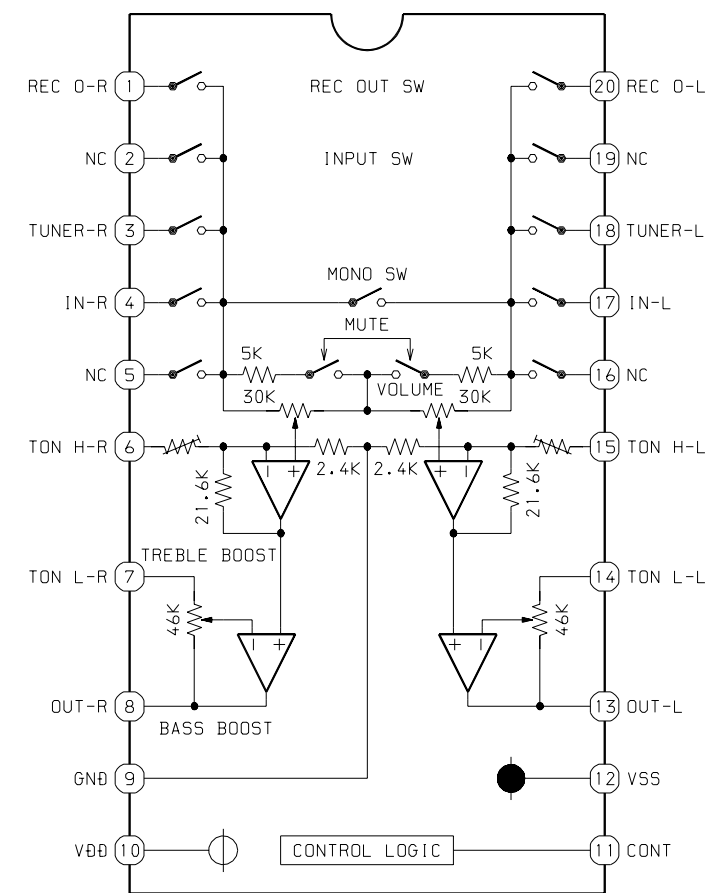 REC O-R 1 REC OUT SW 20 REC O-L
NC 2 INPUT SW 19 NC
TUNER-R 3 18 TUNER-L
MONO SW
IN-R 4 17 IN-L
MUTE
5K 5K
NC 5 16 NC
VOLUME
30K 30K
TON H-R 6 - + + - 15 TON H-L
2.4K 2.4K
21.6K 21.6K
TREBLE BOOST
TON L-R 7 14 TON L-L
46K 46K
- + + -
OUT-R 8 13 OUT-L
BASS BOOST
GND 9 12 VSS
VDD 10 CONTROL LOGIC 11 CONT